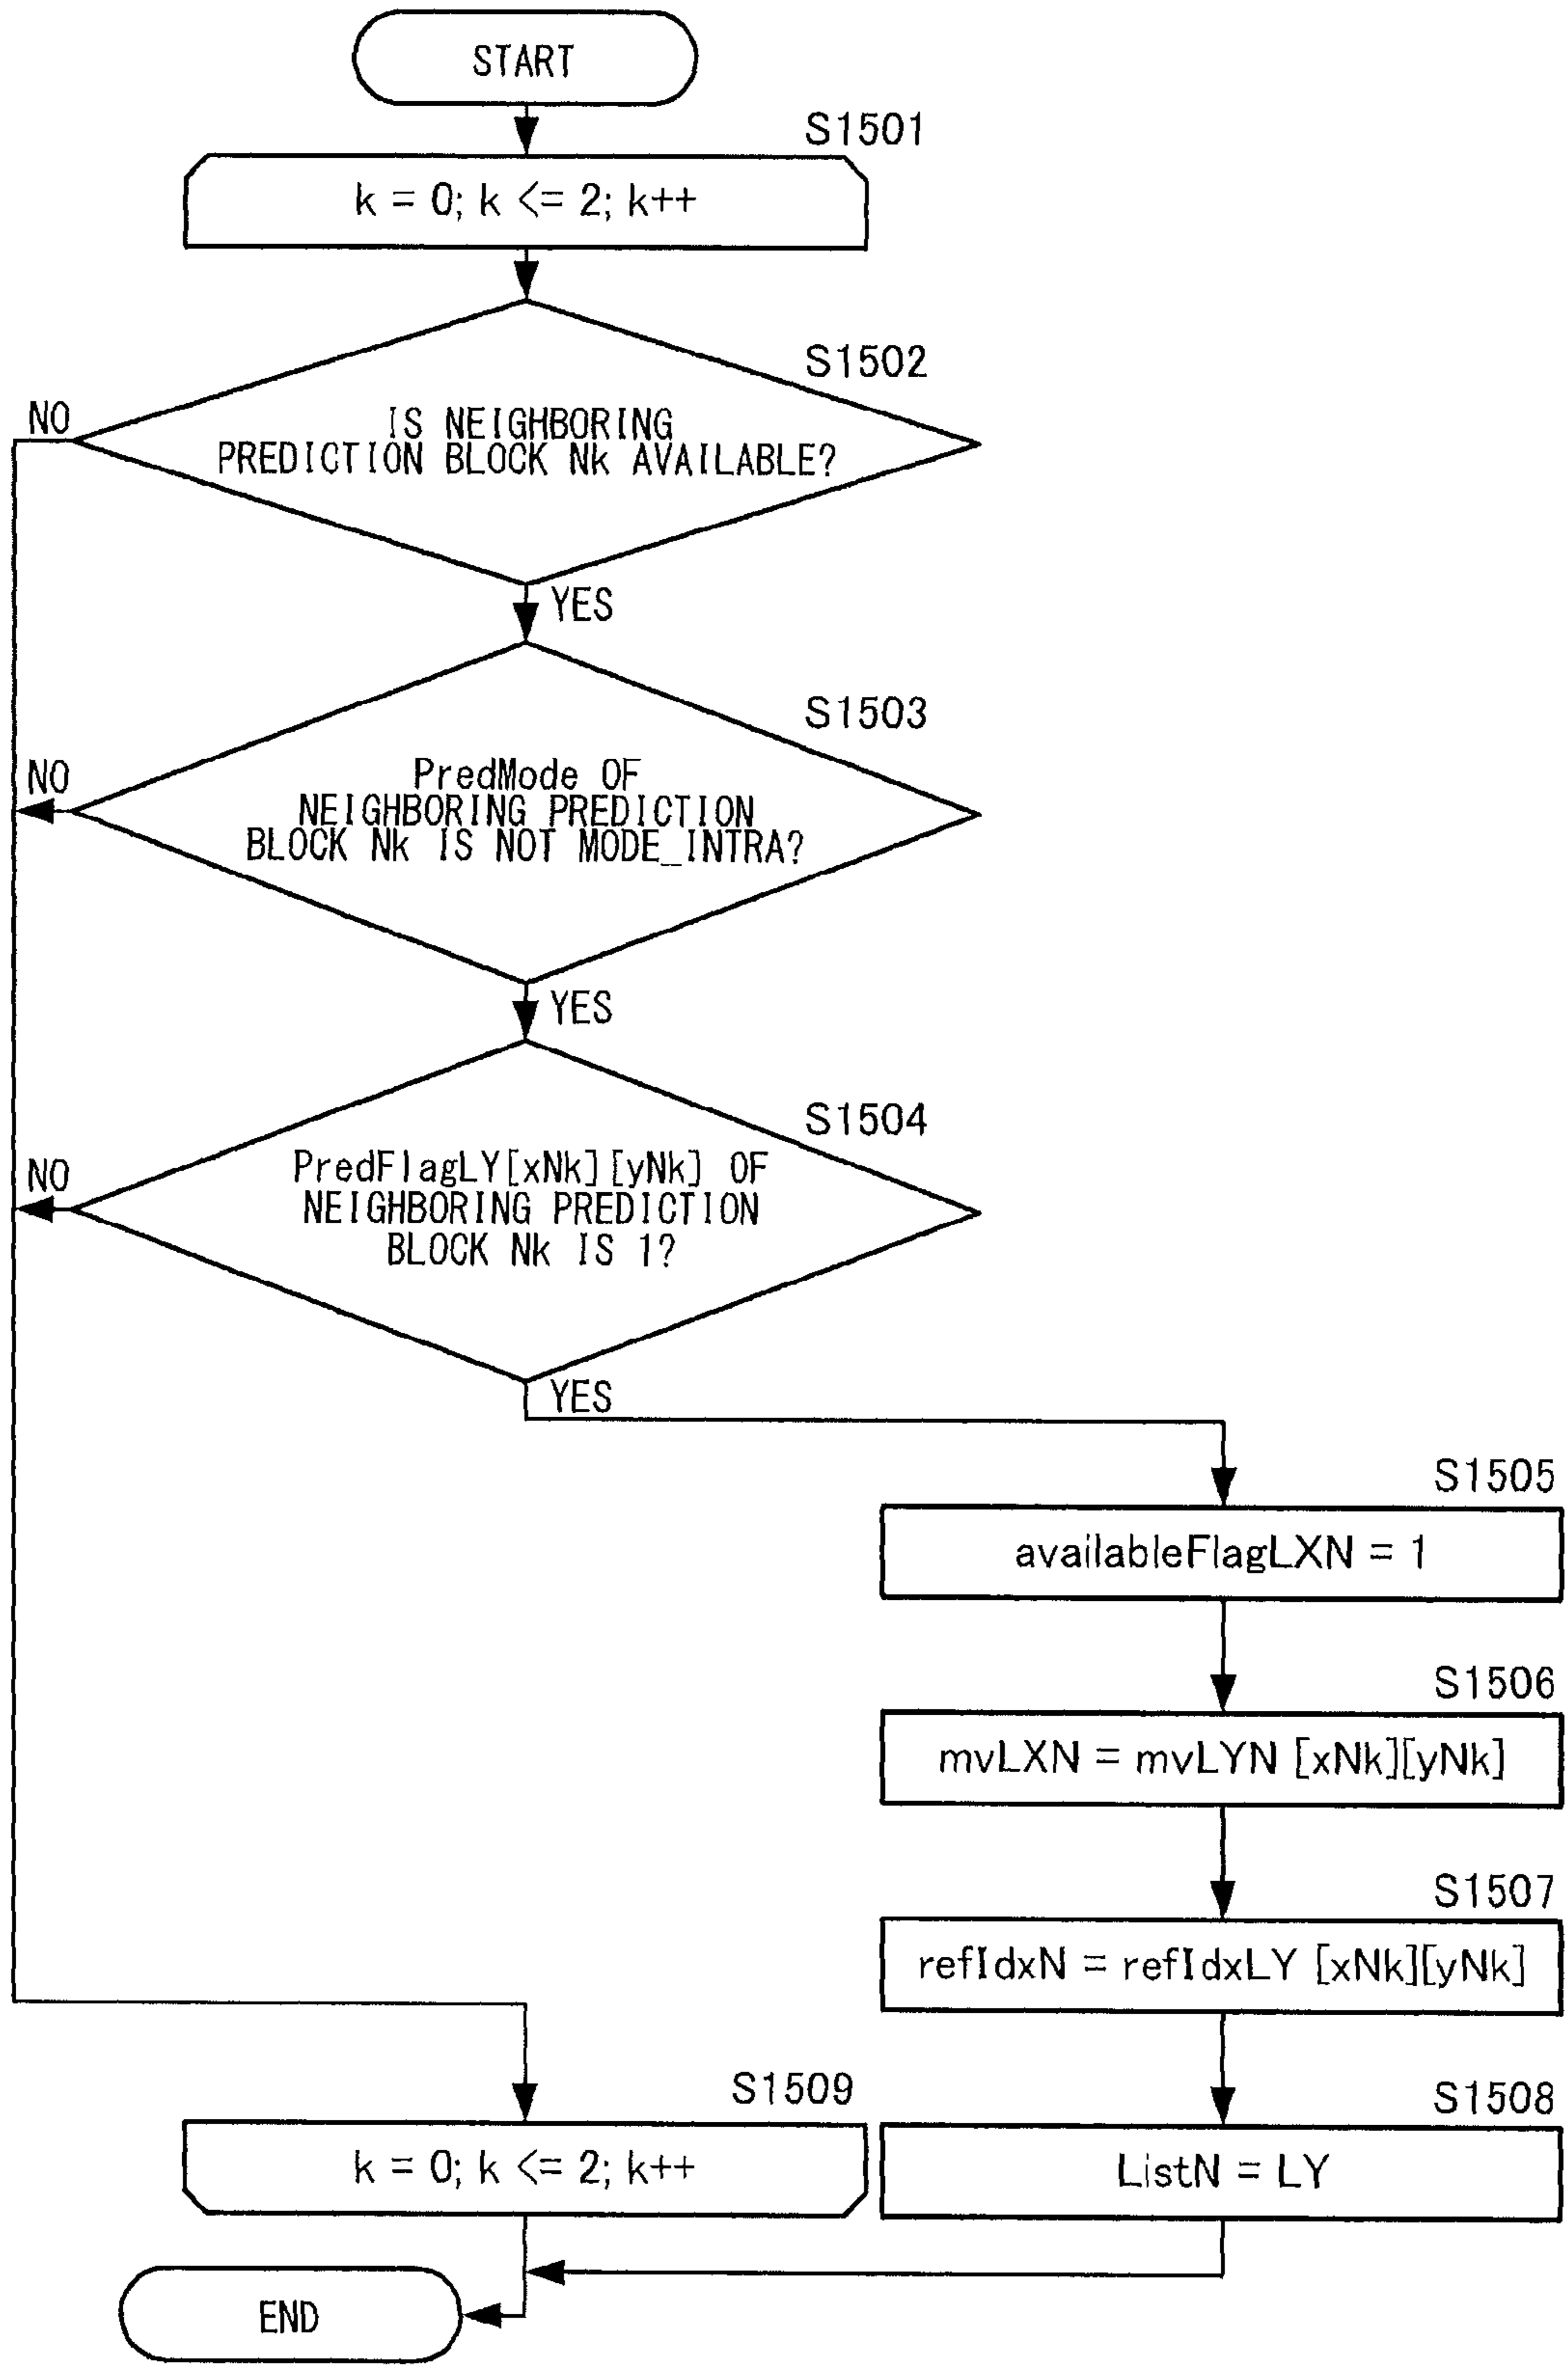 START
S1501
k = 0; k <= 2; k++
S1502
IS NEIGHBORING
PREDICTION BLOCK Nk AVAILABLE?
NO
YES
S1503
PredMode OF
NEIGHBORING PREDICTION
BLOCK Nk IS NOT MODE_INTRA?
NO
YES
S1504
PredFlagLY[xNk][yNk] OF
NEIGHBORING PREDICTION
BLOCK Nk IS 1?
NO
YES
S1505
availableFlagLXN = 1
S1506
mvLXN = mvLYN [xNk][yNk]
S1507
refIdxN = refIdxLY [xNk][yNk]
S1508
ListN = LY
S1509
k = 0; k <= 2; k++
END